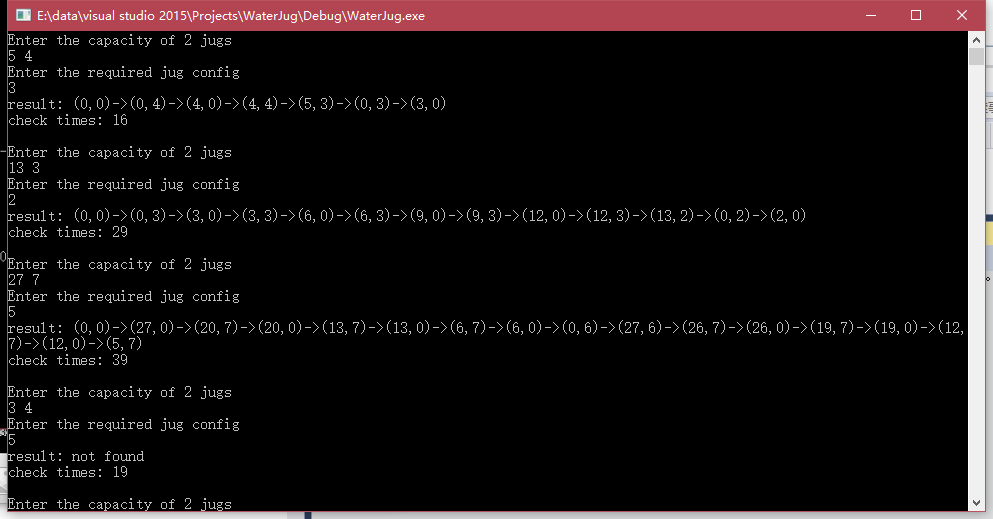 E:\data\visual studio 2015\Projects\WaterJug\Debug\WaterJug.exe
Enter the capacity of 2 jugs
5 4
Enter the required jug config
3
result: (0,0)->(0,4)->(4,0)->(4,4)->(5,3)->(0,3)->(3,0)
check times: 16
Enter the capacity of 2 jugs
13 3
Enter the required jug config
2
result: (0,0)->(0,3)->(3,0)->(3,3)->(6,0)->(6,3)->(9,0)->(9,3)->(12,0)->(12,3)->(13,2)->(0,2)->(2,0)
check times: 29
Enter the capacity of 2 jugs
27 7
Enter the required jug config
5
result: (0,0)->(27,0)->(20,7)->(20,0)->(13,7)->(13,0)->(6,7)->(6,0)->(0,6)->(27,6)->(26,7)->(26,0)->(19,7)->(19,0)->(12,
7)->(12,0)->(5,7)
check times: 39
Enter the capacity of 2 jugs
3 4
Enter the required jug config
5
result: not found
check times: 19
Enter the capacity of 2 jugs